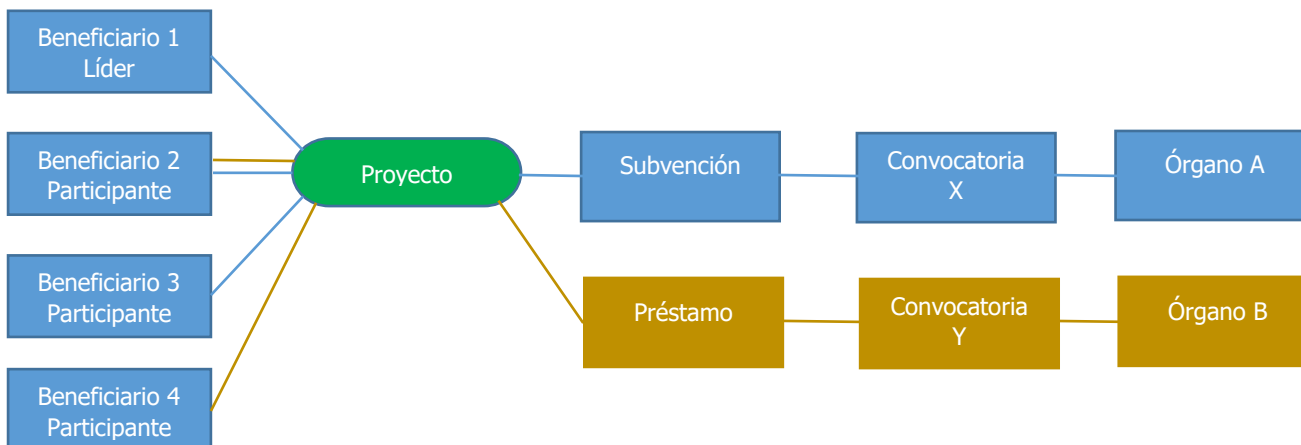 Beneficiario 1
Líder
Beneficiario 2
Participante
Beneficiario 3
Participante
Beneficiario 4
Participante
Proyecto
Subvención
Convocatoria
X
Órgano A
Préstamo
Convocatoria
Y
Órgano B